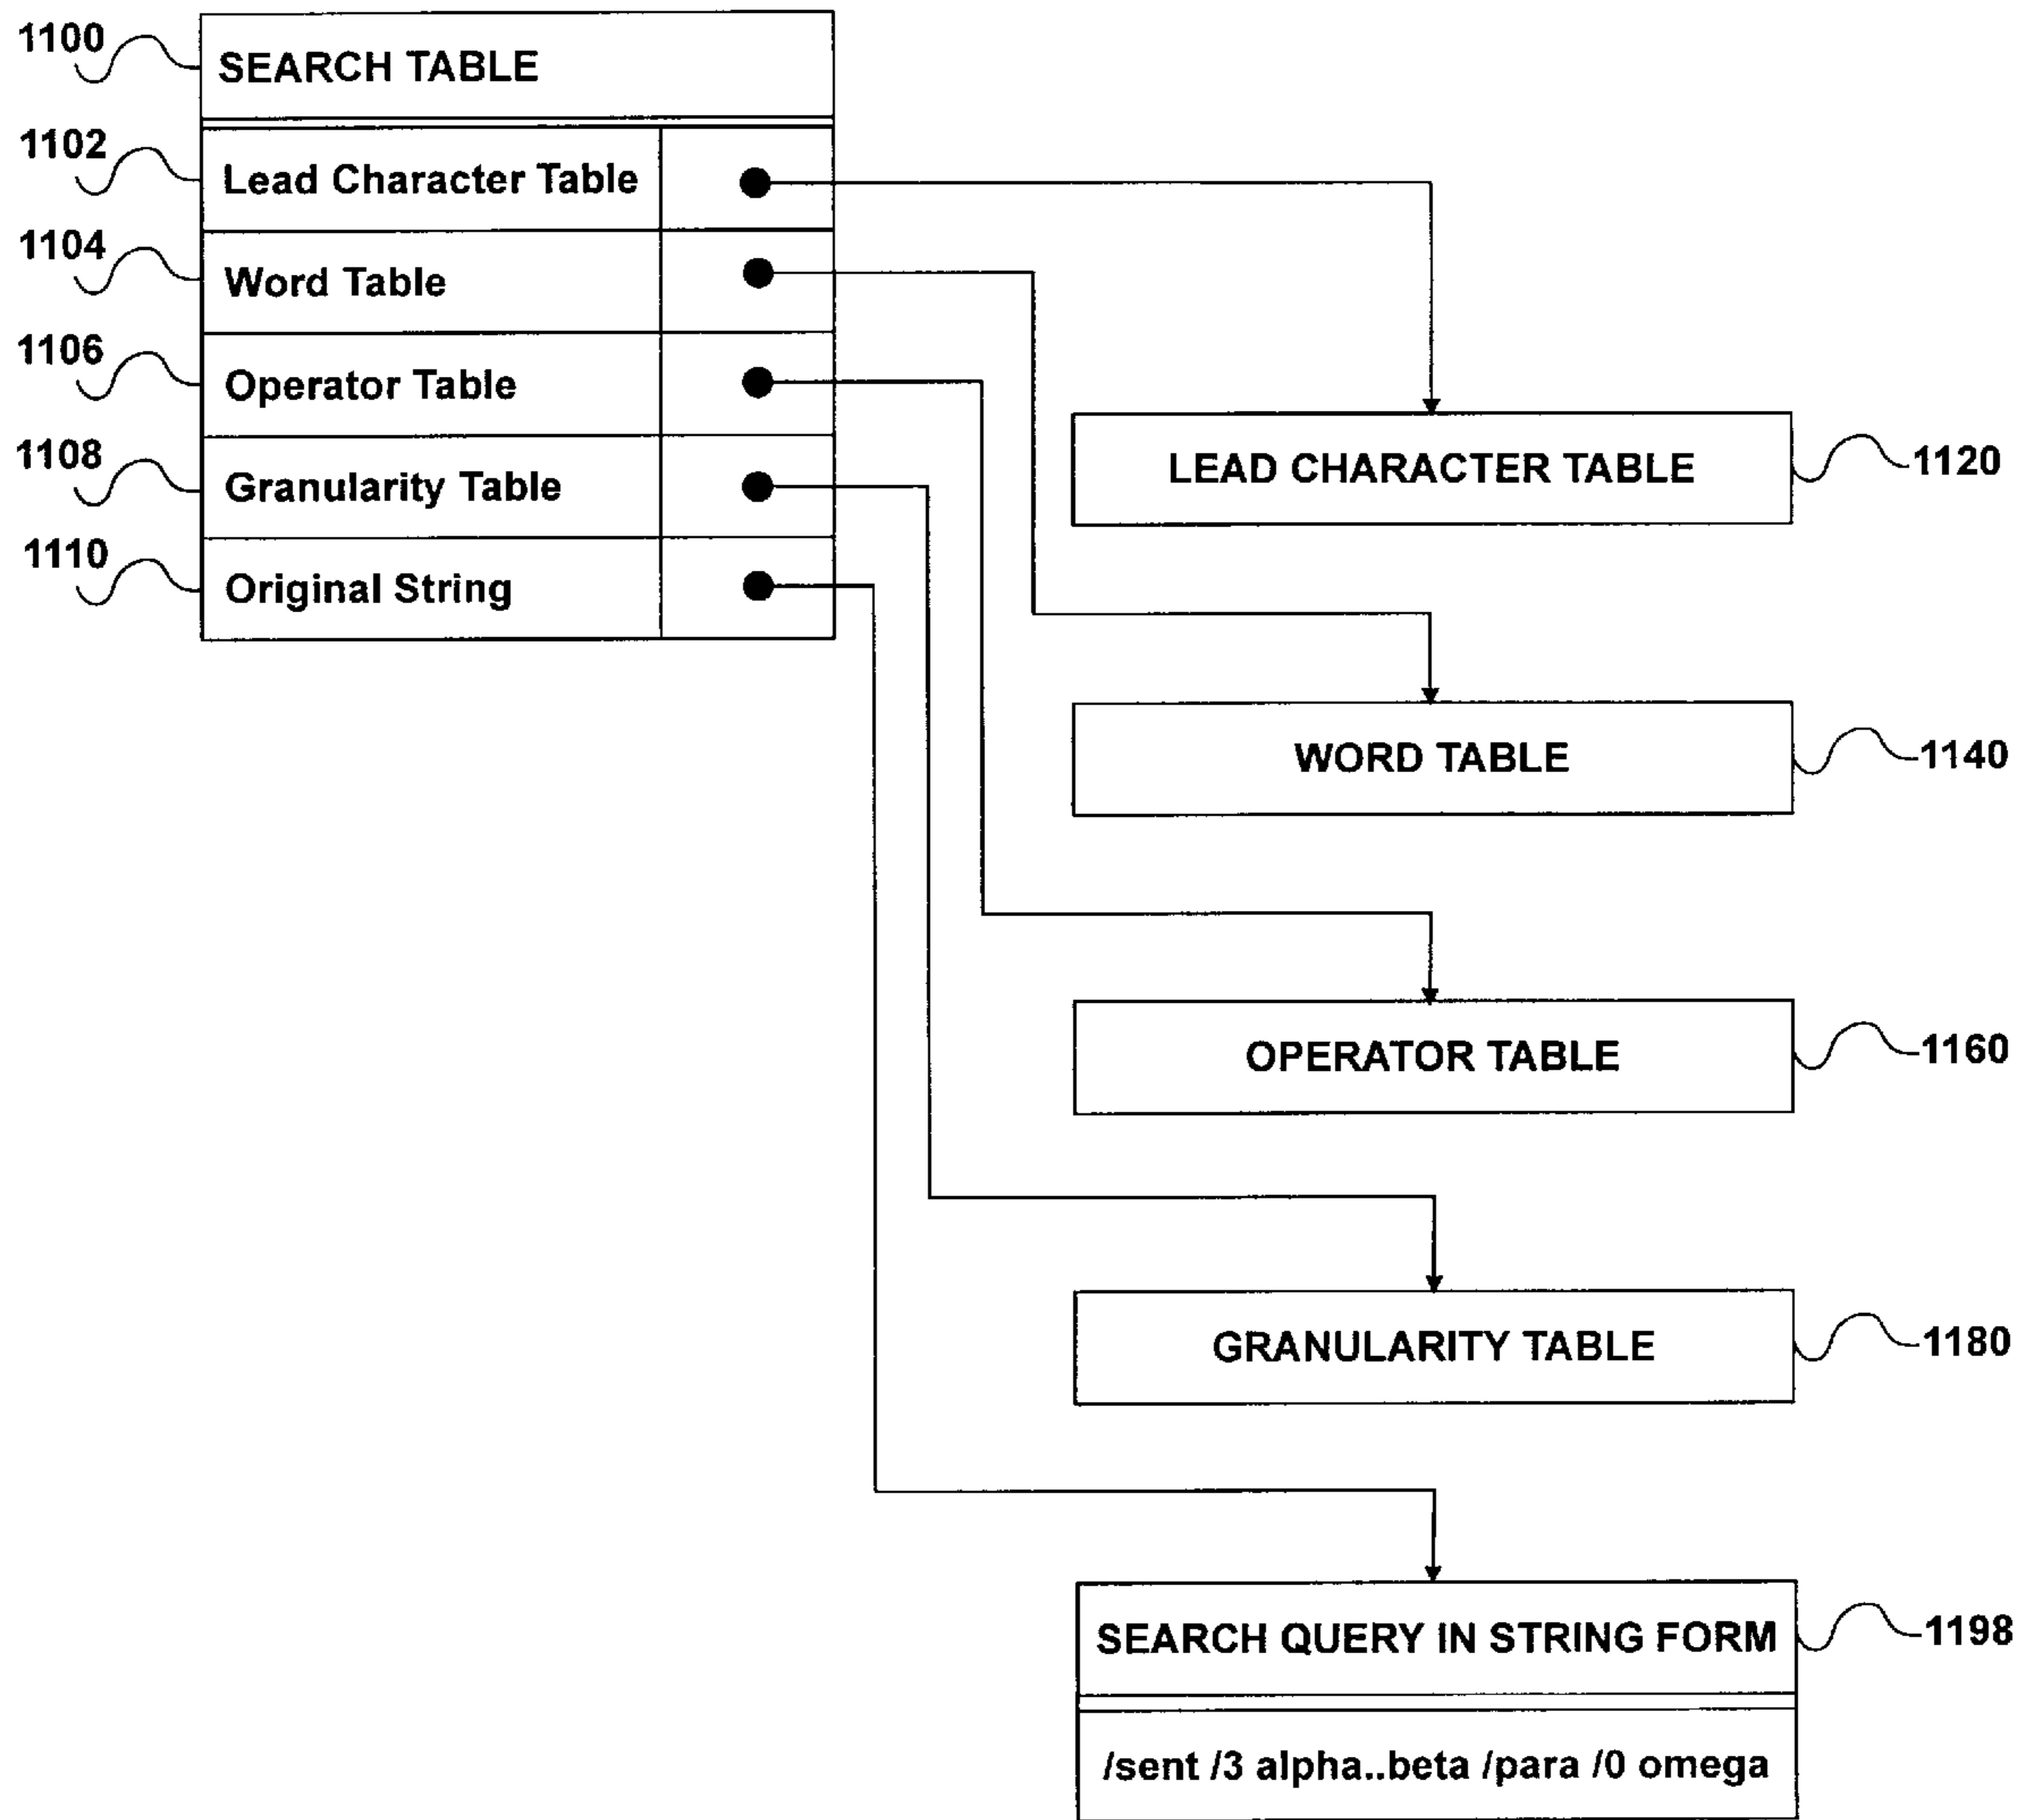 1100
SEARCH TABLE
1102
Lead Character Table
1104
Word Table
1106
Operator Table
1108
Granularity Table
1110
Original String
LEAD CHARACTER TABLE
1120
WORD TABLE
1140
OPERATOR TABLE
1160
GRANULARITY TABLE
1180
SEARCH QUERY IN STRING FORM
1198
/sent /3 alpha..beta /para /0 omega